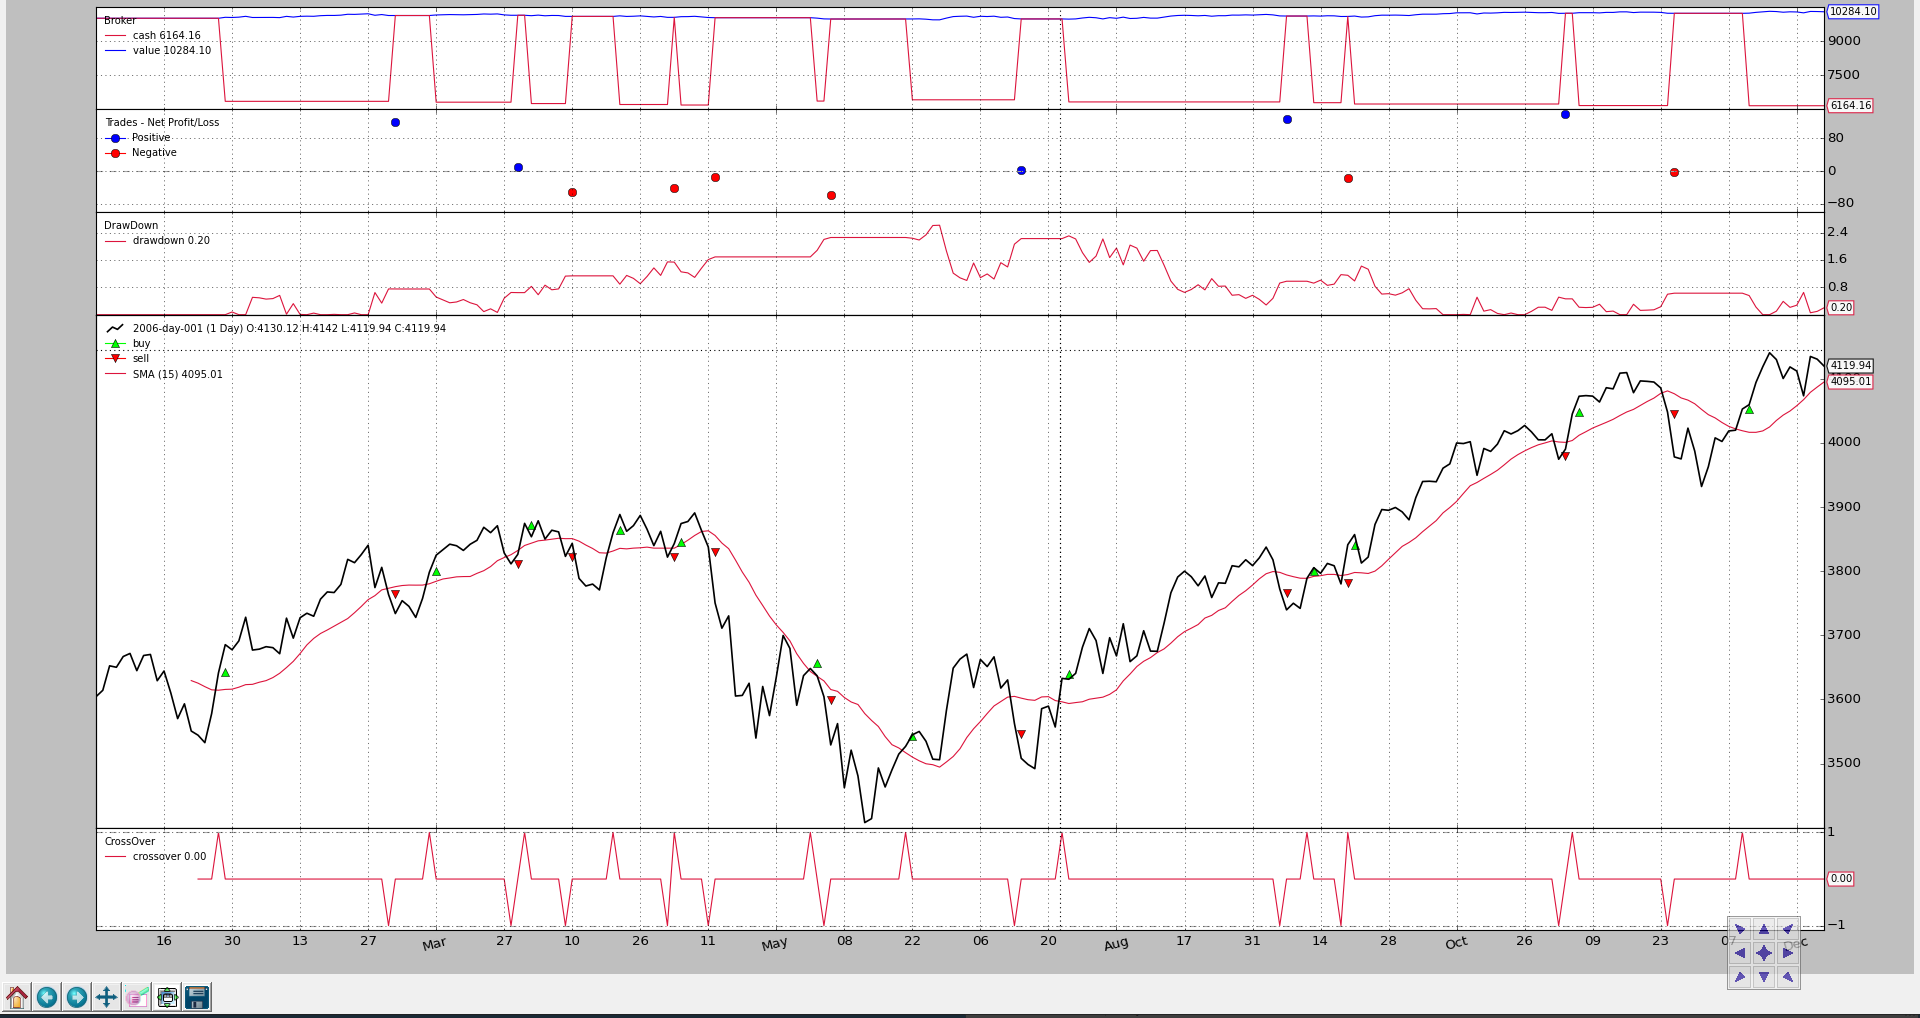 Broker
cash 6164.16
value 10284.10
10284.10
9000
7500
6164.16
Trades - Net Profit/Loss
Positive
Negative
80
0
−80
DrawDown
drawdown 0.20
2.4
1.6
0.8
0.20
2006-day-001 (1 Day) O:4130.12 H:4142 L:4119.94 C:4119.94
buy
sell
SMA (15) 4095.01
4119.94
4095.01
4000
3900
3800
3700
3600
3500
CrossOver
crossover 0.00
1
0.00
−1
16 30 13 27 Mar 27 10 26 11 May 08 22 06 20 Aug 17 31 14 28 Oct 26 09 23 07 Dec